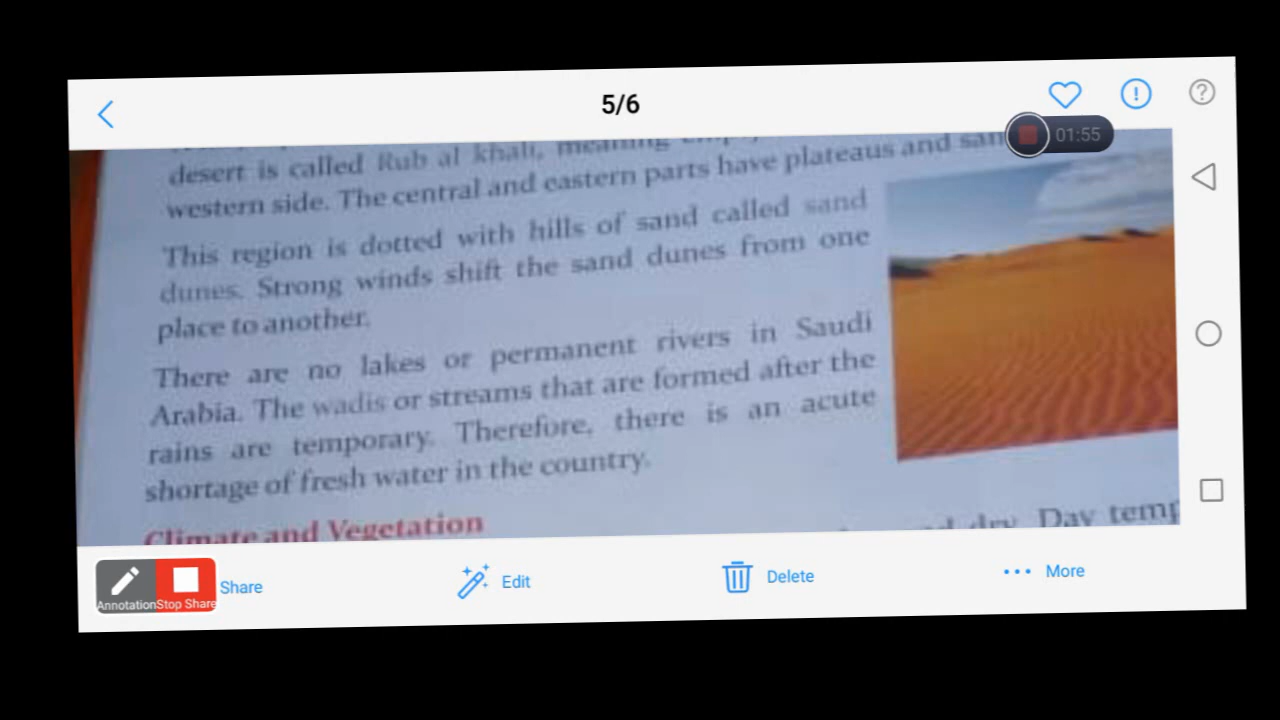 5/6
01:55
desert is called Rub al khali, meaning
western side. The central and eastern parts have plateaus and
This region is dotted with hills of sand called sand
dunes. Strong winds shift the sand dunes from one
place to another.
There are no lakes or permanent rivers in Saudi
Arabia. The wadis or streams that are formed after the
rains are temporary. Therefore, there is an acute
shortage of fresh water in the country.
Climate and Vegetation
dry. Day temp
Annotation
Stop Share
Share
Edit
Delete
More